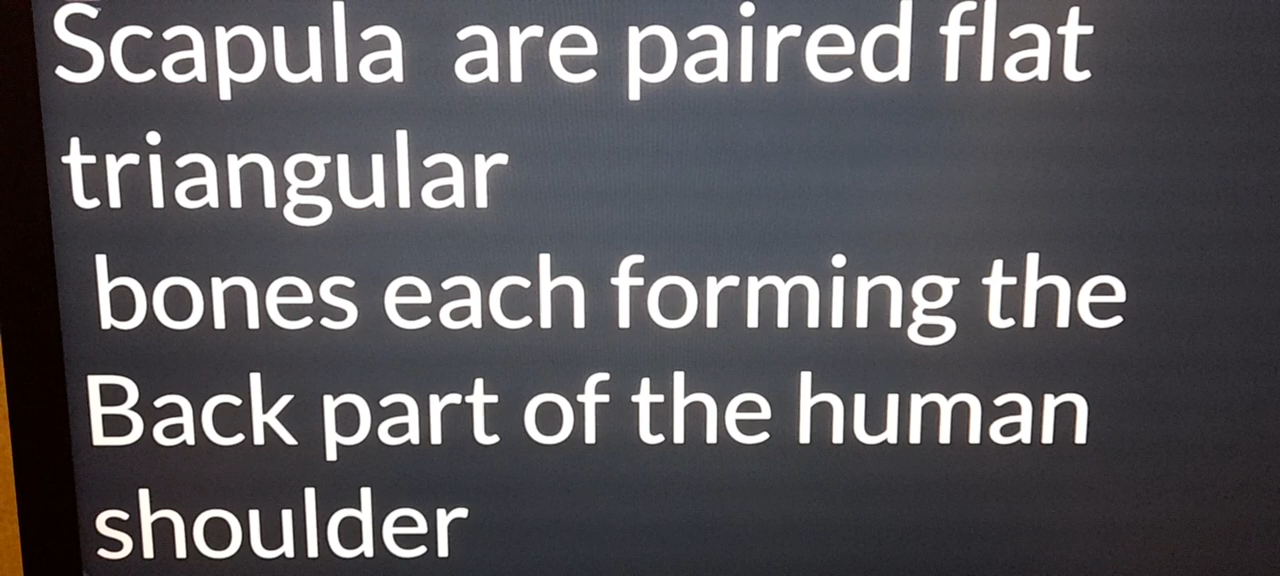 Scapula  are paired flat
triangular
bones each forming the
Back part of the human
shoulder